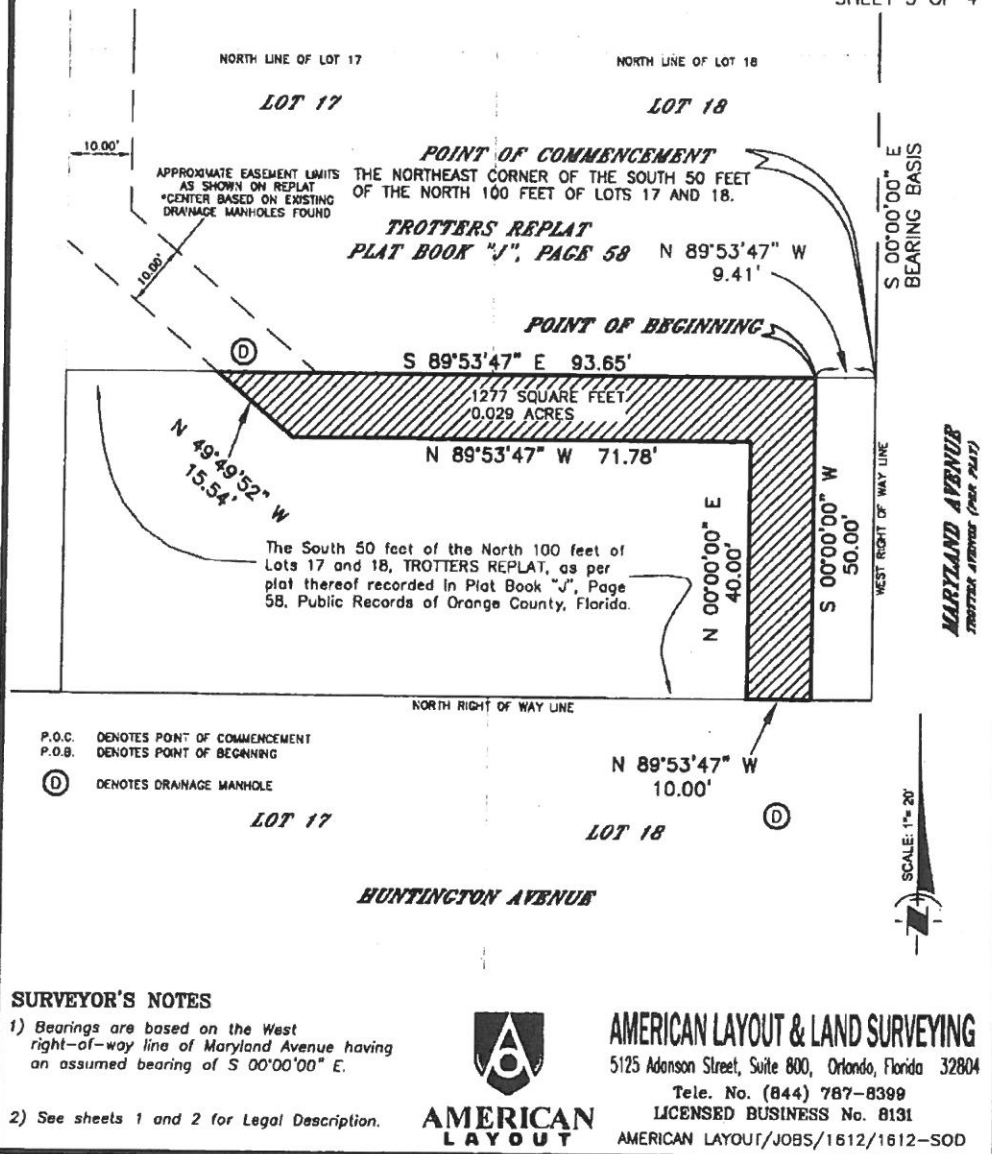 SHEET 3 OF 4
NORTH LINE OF LOT 17
NORTH LINE OF LOT 18
LOT 17
LOT 18
10.00'
S 00°00'00" E
BEARING BASIS
POINT OF COMMENCEMENT
THE NORTHEAST CORNER OF THE SOUTH 50 FEET
OF THE NORTH 100 FEET OF LOTS 17 AND 18.
APPROXIMATE EASEMENT LIMITS
AS SHOWN ON REPLAT
*CENTER BASED ON EXISTING
DRAINAGE MANHOLES FOUND
TROTTERS REPLAT
PLAT BOOK "J", PAGE 58
N 89°53'47" W
9.41'
10.00'
POINT OF BEGINNING
D
S 89°53'47" E 93.65'
1277 SQUARE FEET
0.029 ACRES
N 89°53'47" W 71.78'
N 49°49'52" W
15.54'
The South 50 feet of the North 100 feet of
Lots 17 and 18, TROTTERS REPLAT, as per
plat thereof recorded in Plat Book "J", Page
58, Public Records of Orange County, Florida.
N 00°00'00" E
40.00'
S 00°00'00" W
50.00'
WEST RIGHT OF WAY LINE
MARYLAND AVENUE
TROTTER AVENUE (PER PLAT)
NORTH RIGHT OF WAY LINE
P.O.C. DENOTES POINT OF COMMENCEMENT
P.O.B. DENOTES POINT OF BEGINNING
D DENOTES DRAINAGE MANHOLE
N 89°53'47" W
10.00'
D
LOT 17
LOT 18
SCALE: 1"= 20'
N
HUNTINGTON AVENUE
SURVEYOR'S NOTES
1) Bearings are based on the West
right-of-way line of Maryland Avenue having
an assumed bearing of S 00°00'00" E.
2) See sheets 1 and 2 for Legal Description.
AMERICAN
LAYOUT
AMERICAN LAYOUT & LAND SURVEYING
5125 Adanson Street, Suite 800, Orlando, Florida 32804
Tele. No. (844) 787-8399
LICENSED BUSINESS No. 8131
AMERICAN LAYOUT/JOBS/1612/1612-SOD